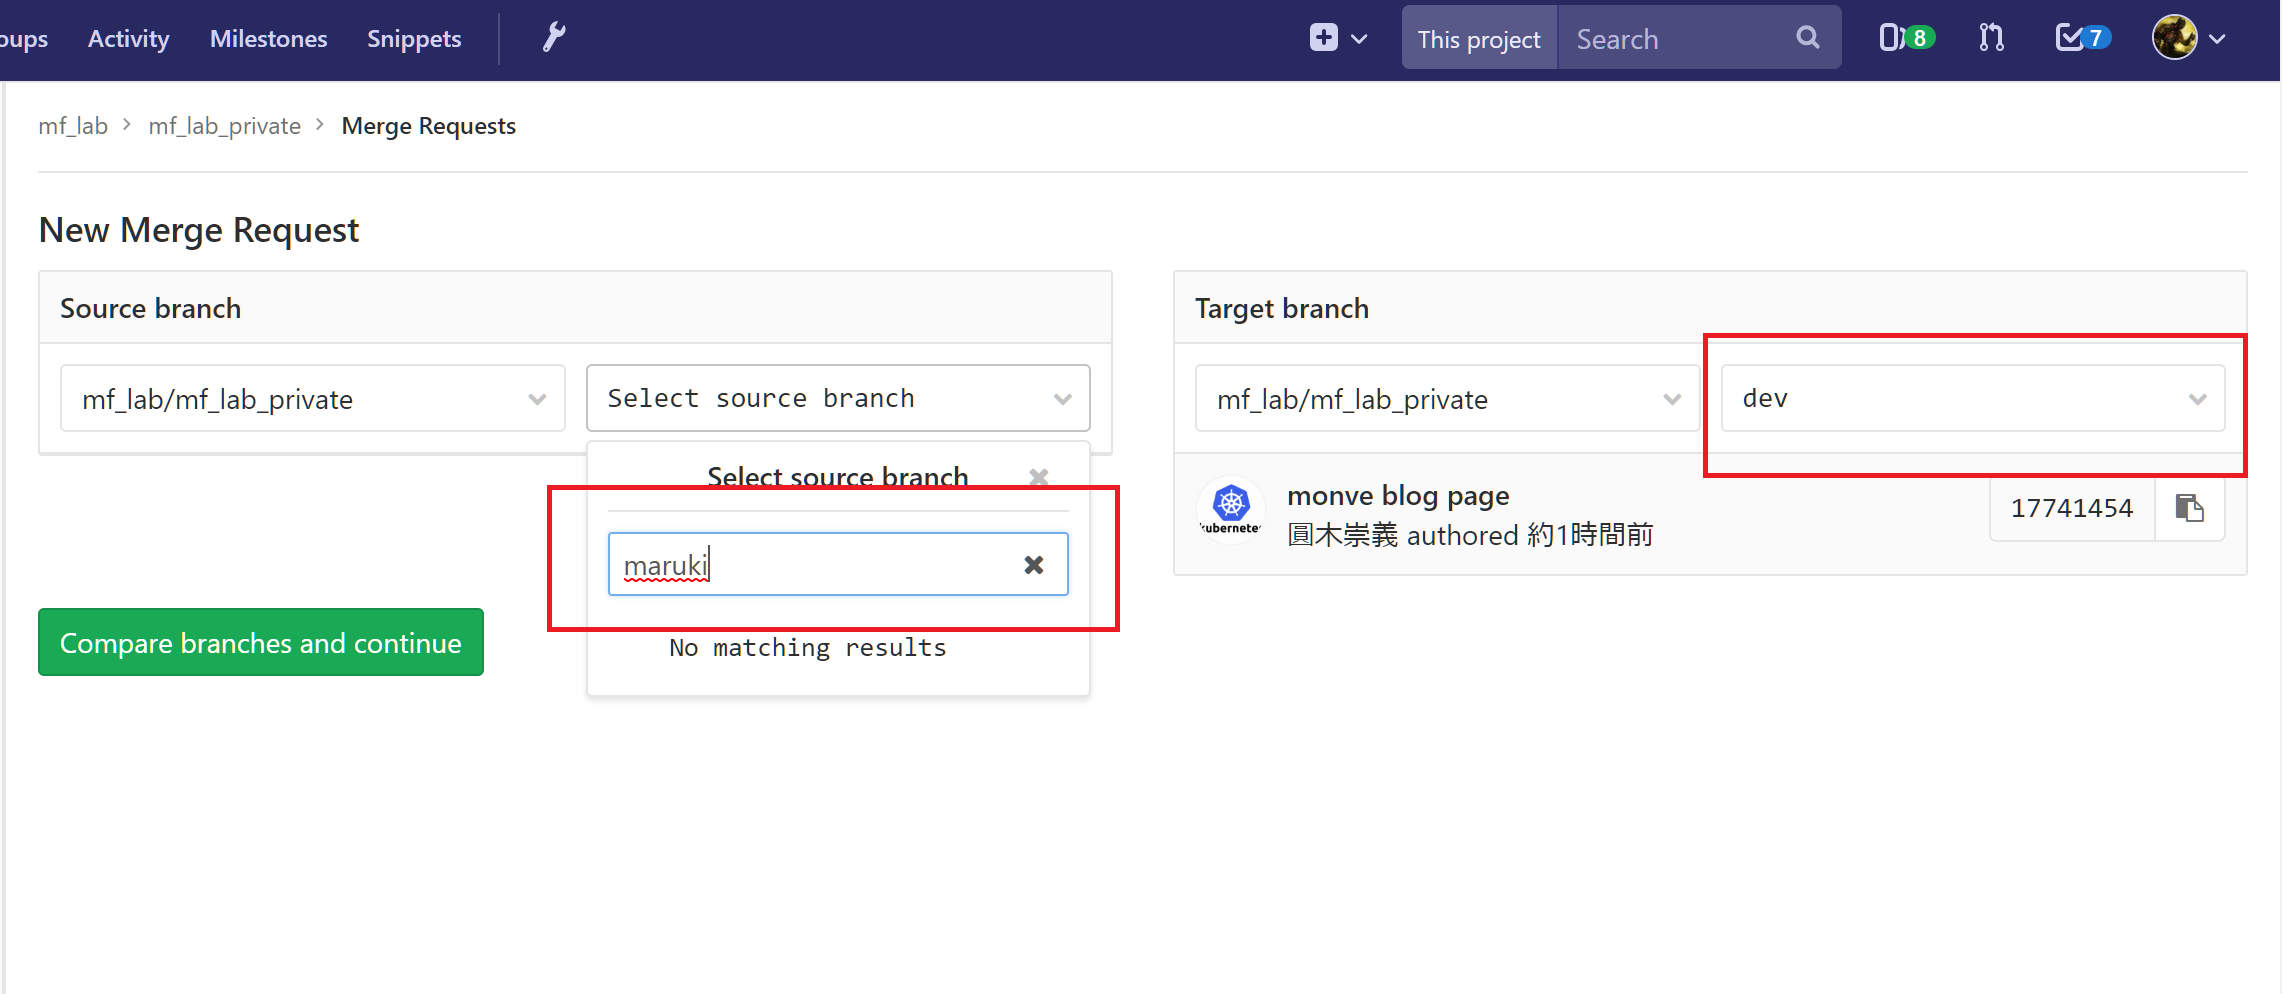 oups Activity Milestones Snippets This project Search 8 7
mf_lab > mf_lab_private > Merge Requests
New Merge Request
Source branch
mf_lab/mf_lab_private Select source branch
Select source branch
maruki
No matching results
Compare branches and continue
Target branch
mf_lab/mf_lab_private dev
kubernetes
monve blog page
圓木崇義 authored 約1時間前
17741454